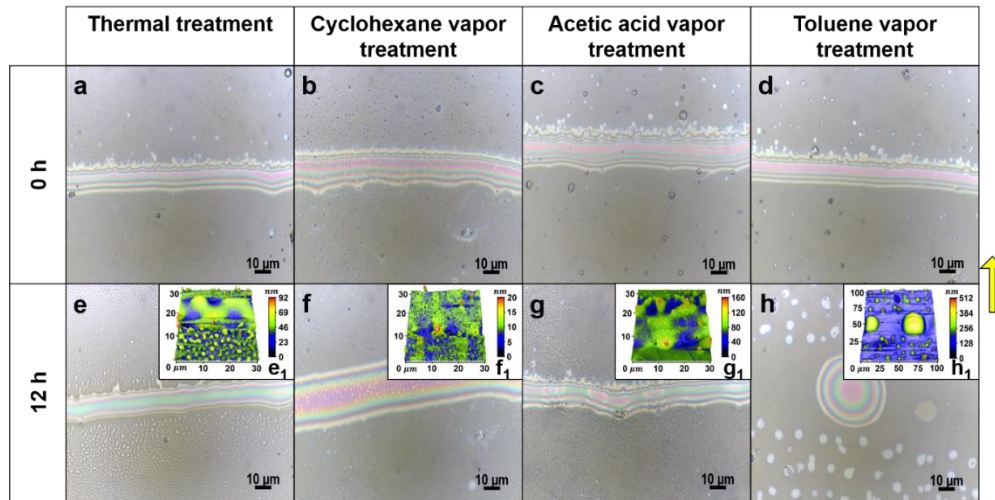 Thermal treatment
Cyclohexane vapor
treatment
Acetic acid vapor
treatment
Toluene vapor
treatment
0 h
a
10 μm
b
10 μm
c
10 μm
d
10 μm
12 h
e
nm
92
69
46
23
0
30
20
10
0 μm 10 20 30
e1
10 μm
f
nm
20
15
10
5
0
30
20
10
0 μm 10 20 30
f1
10 μm
g
nm
160
120
80
40
0
30
20
10
0 μm 10 20 30
g1
10 μm
h
nm
512
384
256
128
0
100
75
50
25
0 μm 25 50 75 100
h1
10 μm